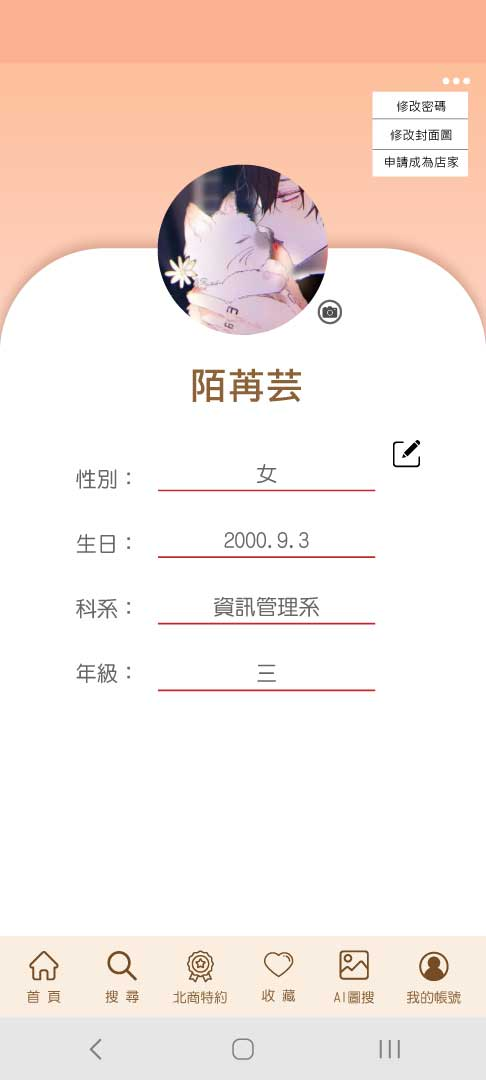 修改密碼
修改封面圖
申請成為店家
陌苒芸
性別：女
生日：2000.9.3
科系：資訊管理系
年級：三
首頁 搜尋 北商特約 收藏 AI圖搜 我的帳號